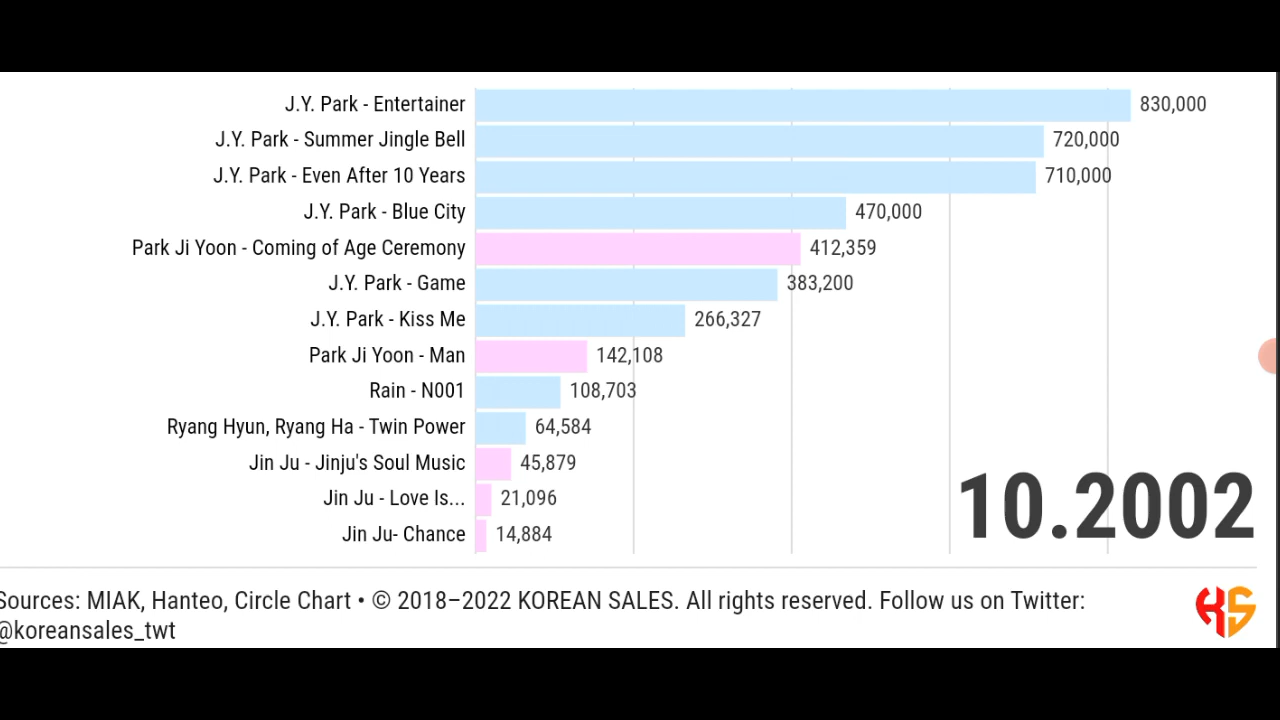 J.Y. Park - Entertainer 830,000
J.Y. Park - Summer Jingle Bell 720,000
J.Y. Park - Even After 10 Years 710,000
J.Y. Park - Blue City 470,000
Park Ji Yoon - Coming of Age Ceremony 412,359
J.Y. Park - Game 383,200
J.Y. Park - Kiss Me 266,327
Park Ji Yoon - Man 142,108
Rain - N001 108,703
Ryang Hyun, Ryang Ha - Twin Power 64,584
Jin Ju - Jinju's Soul Music 45,879
Jin Ju - Love Is... 21,096
Jin Ju- Chance 14,884
10.2002
Sources: MIAK, Hanteo, Circle Chart • © 2018–2022 KOREAN SALES. All rights reserved. Follow us on Twitter:
@koreansales_twt
KS